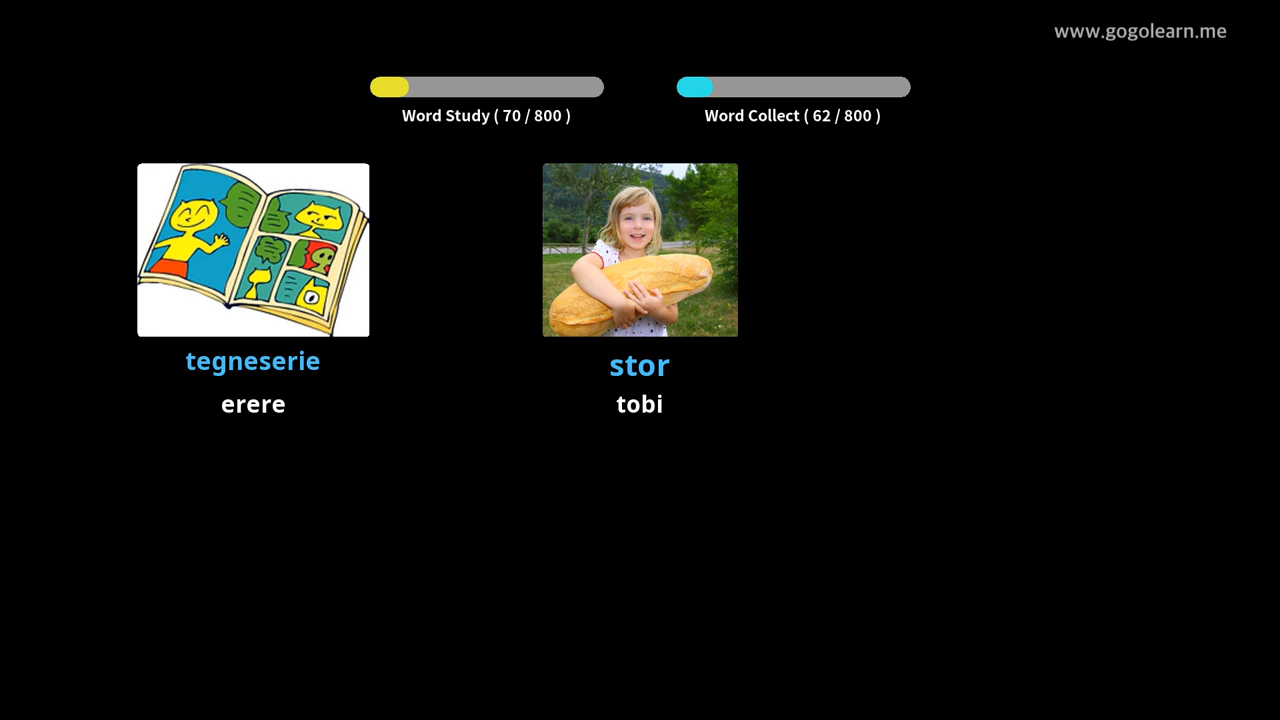 www.gogolearn.me
Word Study ( 70 / 800 )
Word Collect ( 62 / 800 )
tegneserie
erere
stor
tobi